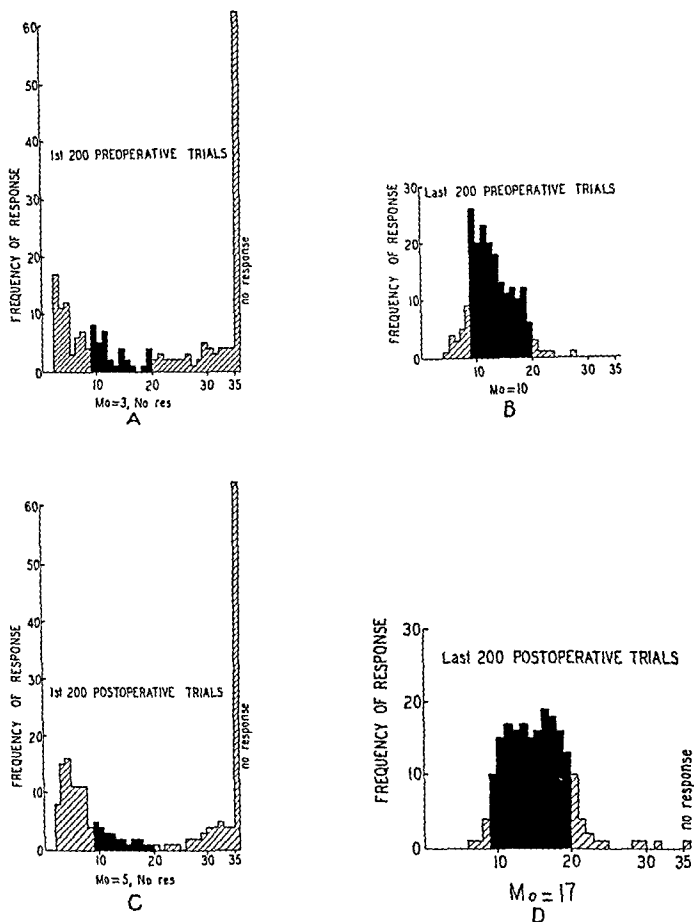 60
50
40
30
20
10
0
FREQUENCY OF RESPONSE
1st 200 PREOPERATIVE TRIALS
no response
10 20 30 35
Mo=3, No res
A
30
20
10
0
FREQUENCY OF RESPONSE
Last 200 PREOPERATIVE TRIALS
10 20 30 35
Mo=10
B
60
50
40
30
20
10
0
FREQUENCY OF RESPONSE
1st 200 POSTOPERATIVE TRIALS
no response
10 20 30 35
Mo=5, No res
C
30
20
10
0
FREQUENCY OF RESPONSE
Last 200 POSTOPERATIVE TRIALS
no response
10 20 30 35
Mo=17
D